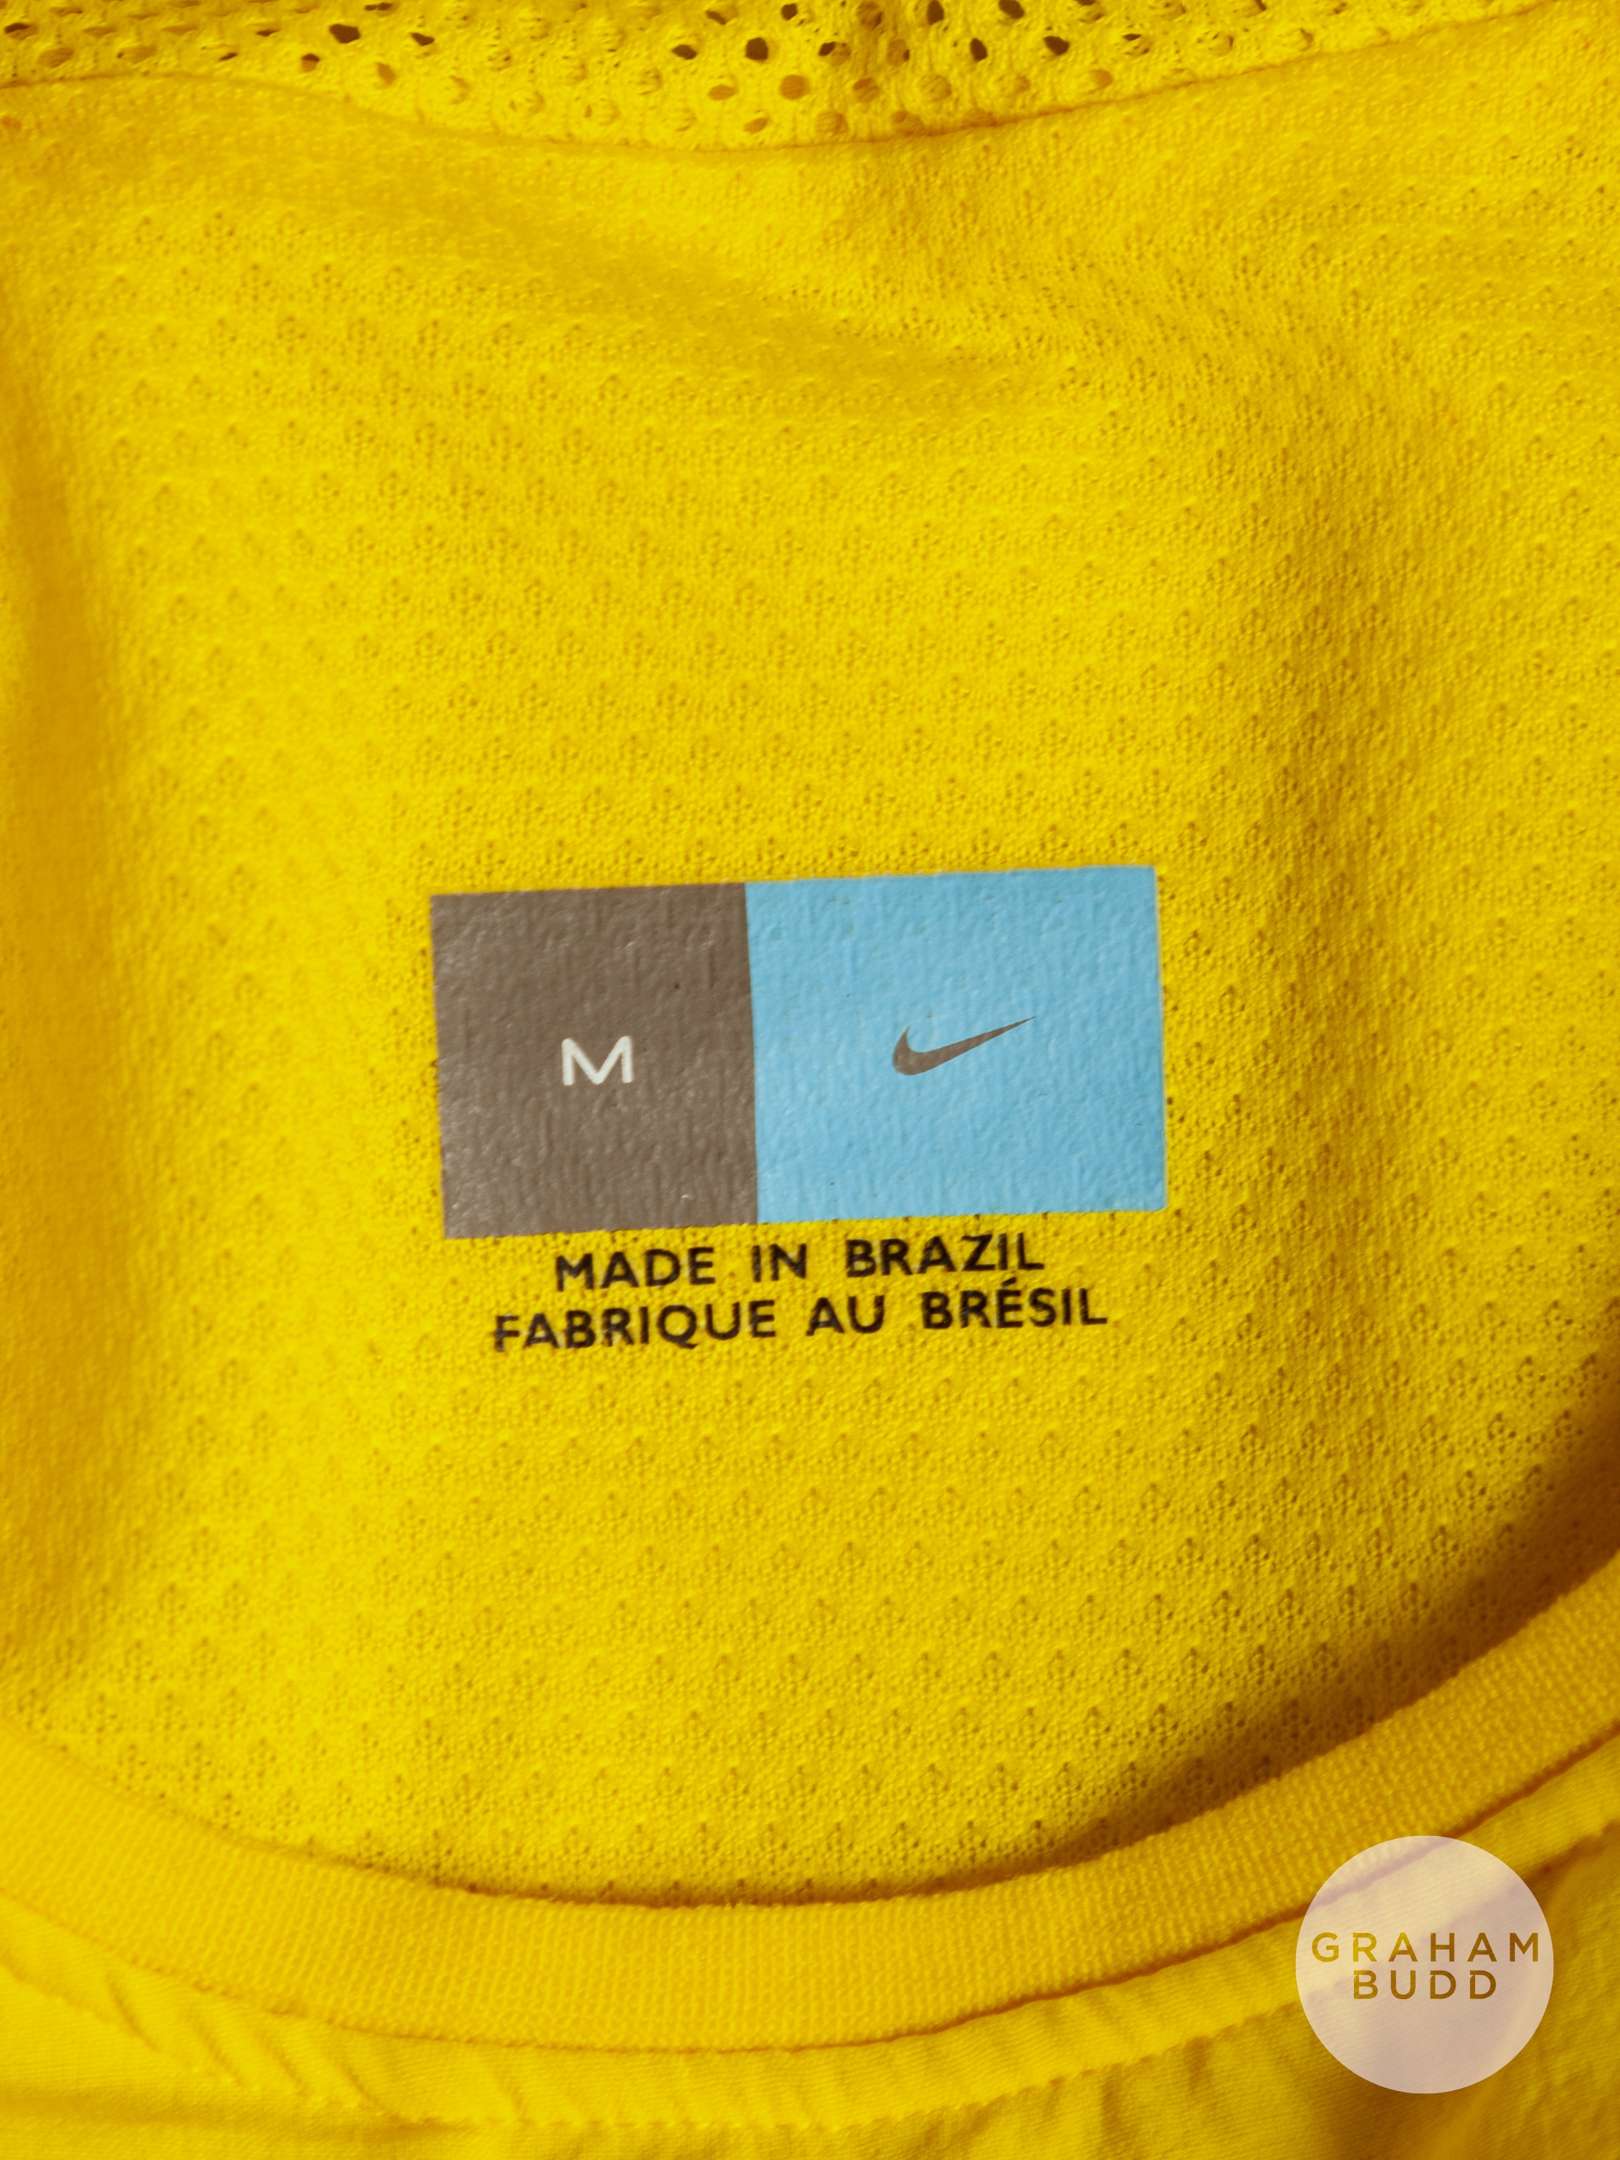 M
MADE IN BRAZIL
FABRIQUE AU BRÉSIL
GRAHAM
BUDD